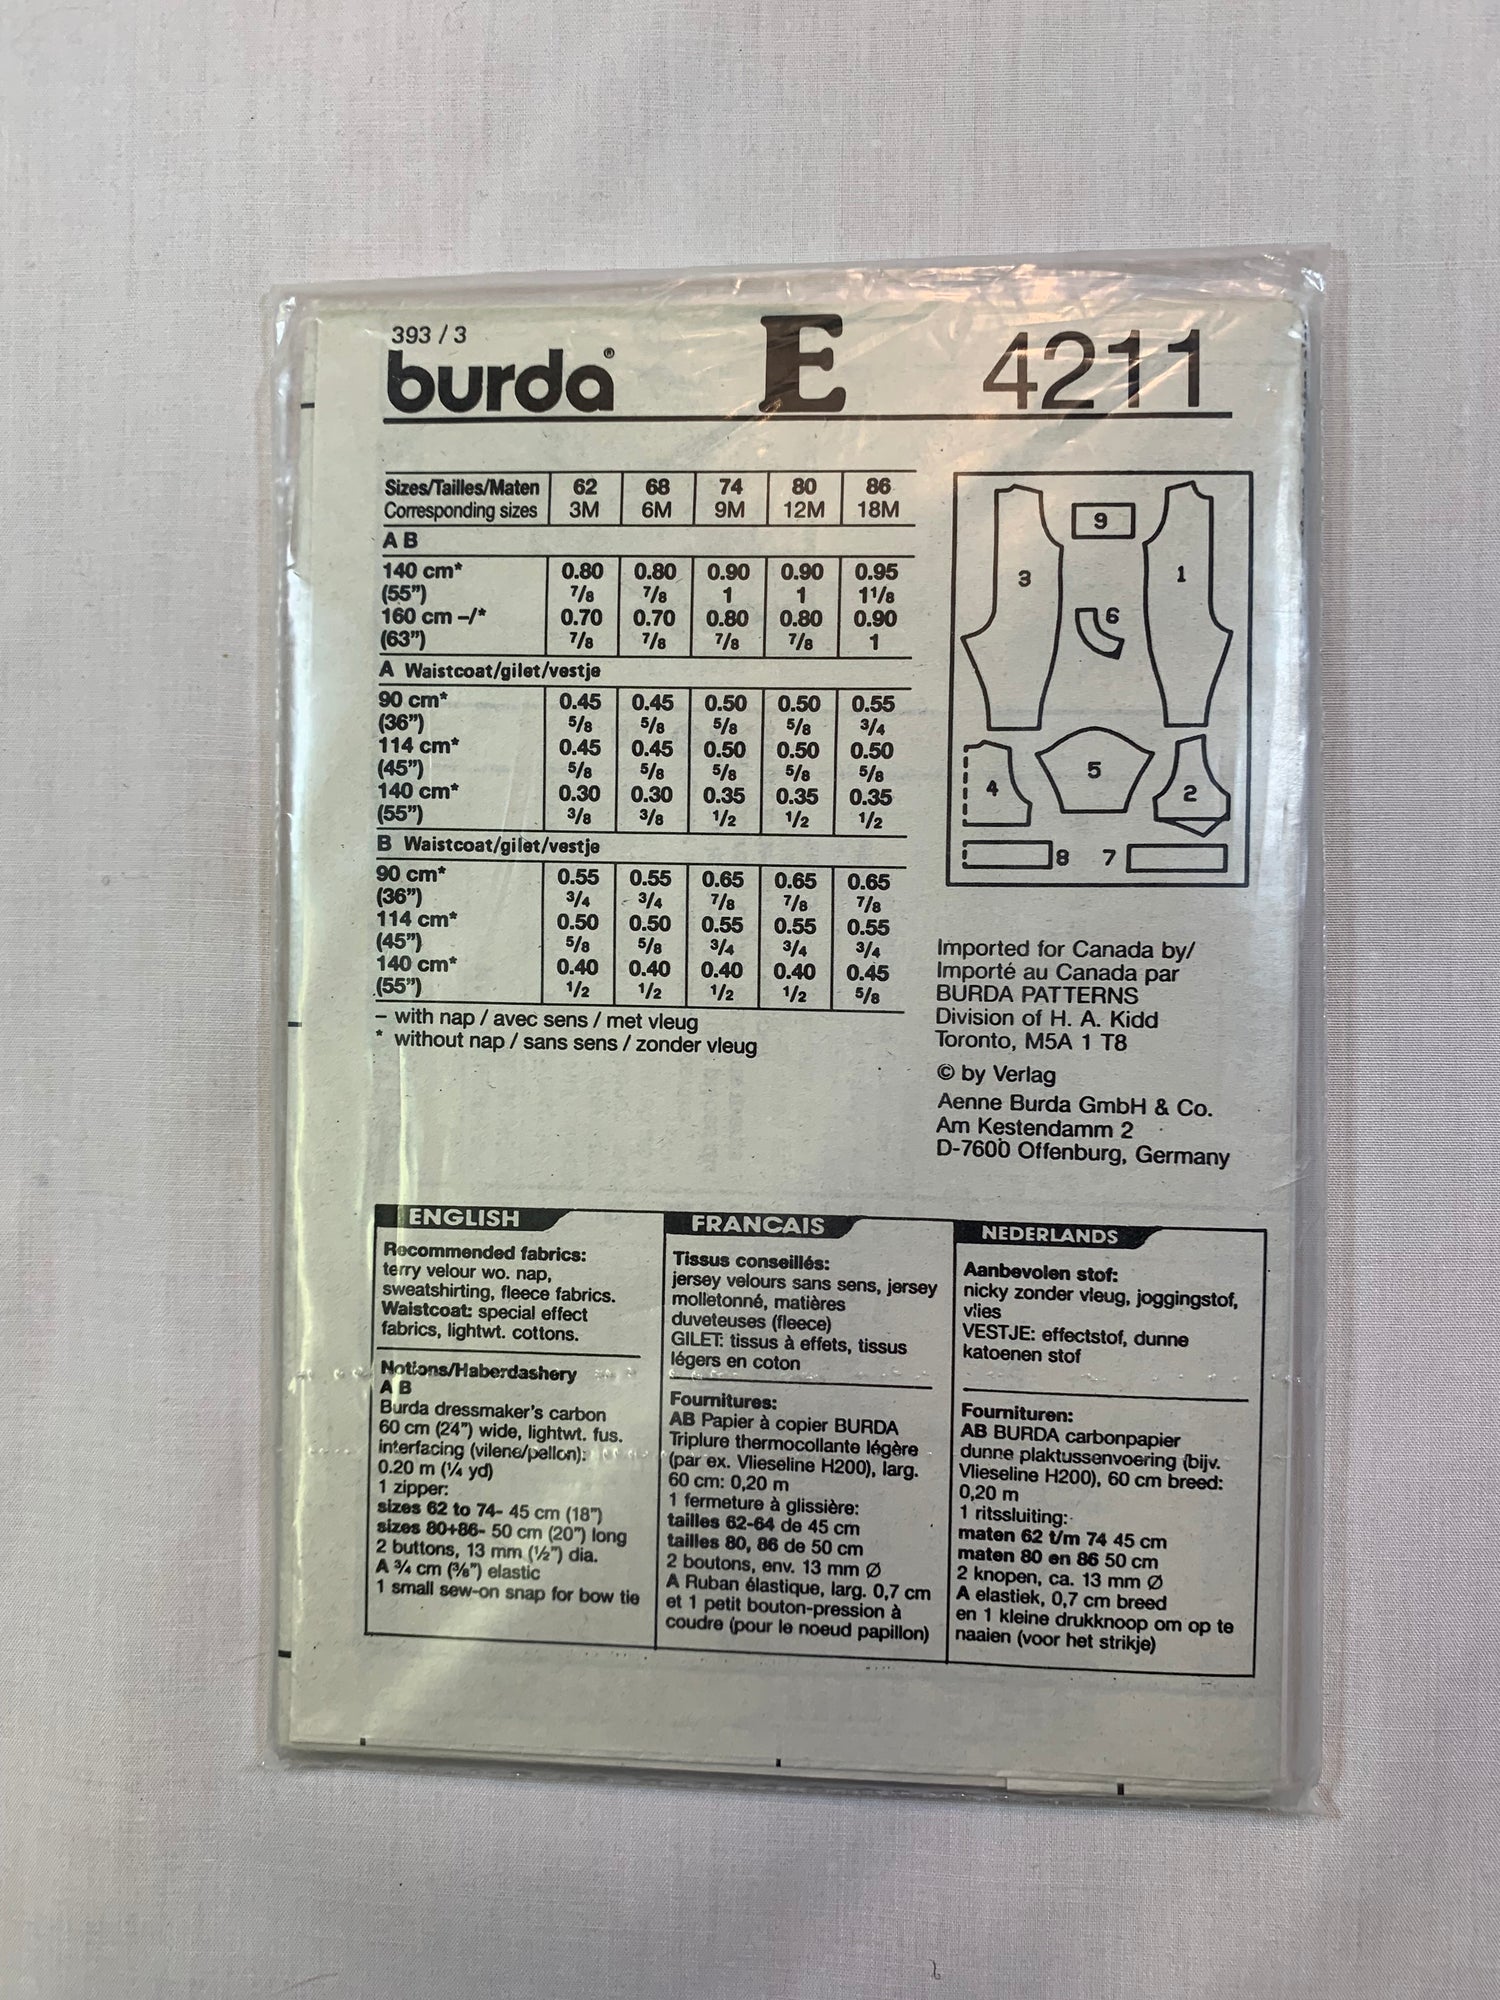 393 / 3
burda® E 4211
Sizes/Tailles/Maten 62 68 74 80 86
Corresponding sizes 3M 6M 9M 12M 18M
A B
140 cm* 0.80 0.80 0.90 0.90 0.95
(55") 7/8 7/8 1 1 1 1/8
160 cm –/* 0.70 0.70 0.80 0.80 0.90
(63") 7/8 7/8 7/8 7/8 1
A Waistcoat/gilet/vestje
90 cm* 0.45 0.45 0.50 0.50 0.55
(36") 5/8 5/8 5/8 5/8 3/4
114 cm* 0.45 0.45 0.50 0.50 0.50
(45") 5/8 5/8 5/8 5/8 5/8
140 cm* 0.30 0.30 0.35 0.35 0.35
(55") 3/8 3/8 1/2 1/2 1/2
B Waistcoat/gilet/vestje
90 cm* 0.55 0.55 0.65 0.65 0.65
(36") 3/4 3/4 7/8 7/8 7/8
114 cm* 0.50 0.50 0.55 0.55 0.55
(45") 5/8 5/8 3/4 3/4 3/4
140 cm* 0.40 0.40 0.40 0.40 0.45
(55") 1/2 1/2 1/2 1/2 5/8
– with nap / avec sens / met vleug
* without nap / sans sens / zonder vleug
3 9 1
6
4 5 2
8 7
Imported for Canada by/
Importé au Canada par
BURDA PATTERNS
Division of H. A. Kidd
Toronto, M5A 1 T8
© by Verlag
Aenne Burda GmbH & Co.
Am Kestendamm 2
D-7600 Offenburg, Germany
ENGLISH
Recommended fabrics:
terry velour wo. nap,
sweatshirting, fleece fabrics.
Waistcoat: special effect
fabrics, lightwt. cottons.
Notions/Haberdashery
A B
Burda dressmaker's carbon
60 cm (24") wide, lightwt. fus.
interfacing (vilene/pellon):
0.20 m (¼ yd)
1 zipper:
sizes 62 to 74- 45 cm (18")
sizes 80+86- 50 cm (20") long
2 buttons, 13 mm (½") dia.
A ¾ cm (⅜") elastic
1 small sew-on snap for bow tie
FRANCAIS
Tissus conseillés:
jersey velours sans sens, jersey
molletonné, matières
duveteuses (fleece)
GILET: tissus à effets, tissus
légers en coton
Fournitures:
AB Papier à copier BURDA
Triplure thermocollante légère
(par ex. Vlieseline H200), larg.
60 cm: 0,20 m
1 fermeture à glissière:
tailles 62-64 de 45 cm
tailles 80, 86 de 50 cm
2 boutons, env. 13 mm Ø
A Ruban élastique, larg. 0,7 cm
et 1 petit bouton-pression à
coudre (pour le noeud papillon)
NEDERLANDS
Aanbevolen stof:
nicky zonder vleug, joggingstof,
vlies
VESTJE: effectstof, dunne
katoenen stof
Fournituren:
AB BURDA carbonpapier
dunne plaktussenvoering (bijv.
Vlieseline H200), 60 cm breed:
0,20 m
1 ritssluiting:
maten 62 t/m 74 45 cm
maten 80 en 86 50 cm
2 knopen, ca. 13 mm Ø
A elastiek, 0,7 cm breed
en 1 kleine drukknoop om op te
naaien (voor het strikje)